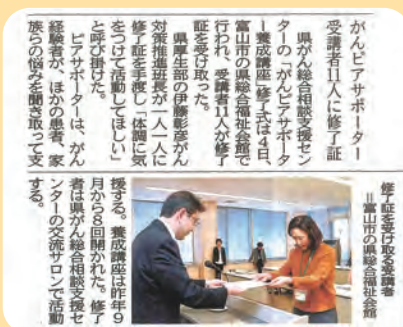 がんピアサポーター
受講者11人に修了証
県がん総合相談支援セン
ターの「がんピアサポータ
ー養成講座」修了式は4日、
富山市の県総合福祉会館で
行われ、受講者11人が修了
証を受け取った。
県厚生部の伊藤彰彦がん
対策推進班長が一人一人に
修了証を手渡し「体調に気
をつけて活動してほしい」
と呼び掛けた。
ピアサポーターは、がん
経験者が、ほかの患者、家
族らの悩みを聞き取って支
援する。養成講座は昨年9
月から8回開かれた。修了
者は県がん総合相談支援セ
ンターの交流サロンで活動
する。
修了証を受け取る受講者
＝富山市の県総合福祉会館